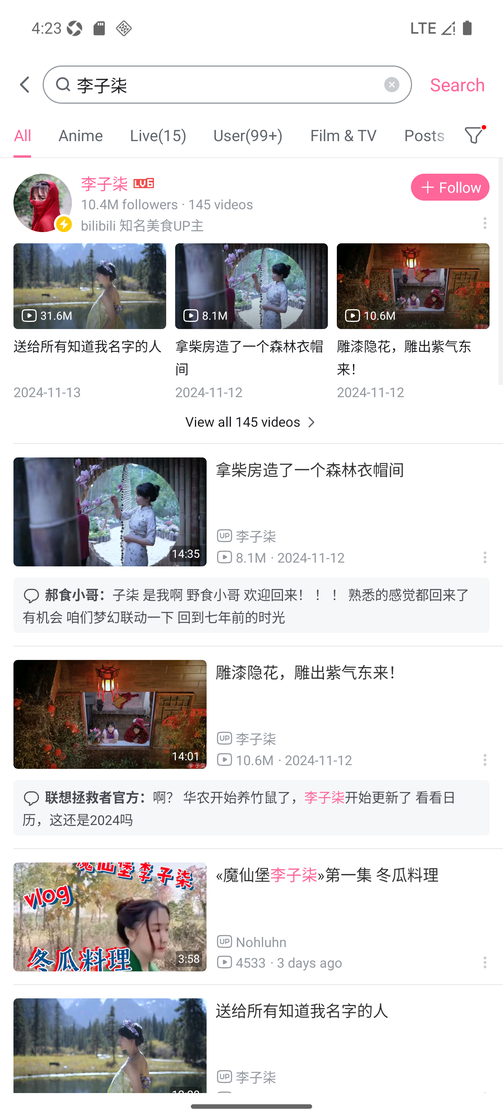 4:23
LTE
李子柒
Search
All
Anime
Live(15)
User(99+)
Film & TV
Posts
李子柒 LV6
+ Follow
10.4M followers · 145 videos
bilibili 知名美食UP主
31.6M
8.1M
10.6M
送给所有知道我名字的人
拿柴房造了一个森林衣帽
间
雕漆隐花，雕出紫气东
来！
2024-11-13
2024-11-12
2024-11-12
View all 145 videos
拿柴房造了一个森林衣帽间
14:35
UP 李子柒
8.1M · 2024-11-12
郝食小哥：子柒 是我啊 野食小哥 欢迎回来！ ！ ！ 熟悉的感觉都回来了
有机会 咱们梦幻联动一下 回到七年前的时光
雕漆隐花，雕出紫气东来！
14:01
UP 李子柒
10.6M · 2024-11-12
联想拯救者官方：啊？ 华农开始养竹鼠了，李子柒开始更新了 看看日
历，这还是2024吗
魔仙堡李子柒
vlog
冬瓜料理
3:58
«魔仙堡李子柒»第一集 冬瓜料理
UP Nohluhn
4533 · 3 days ago
送给所有知道我名字的人
UP 李子柒